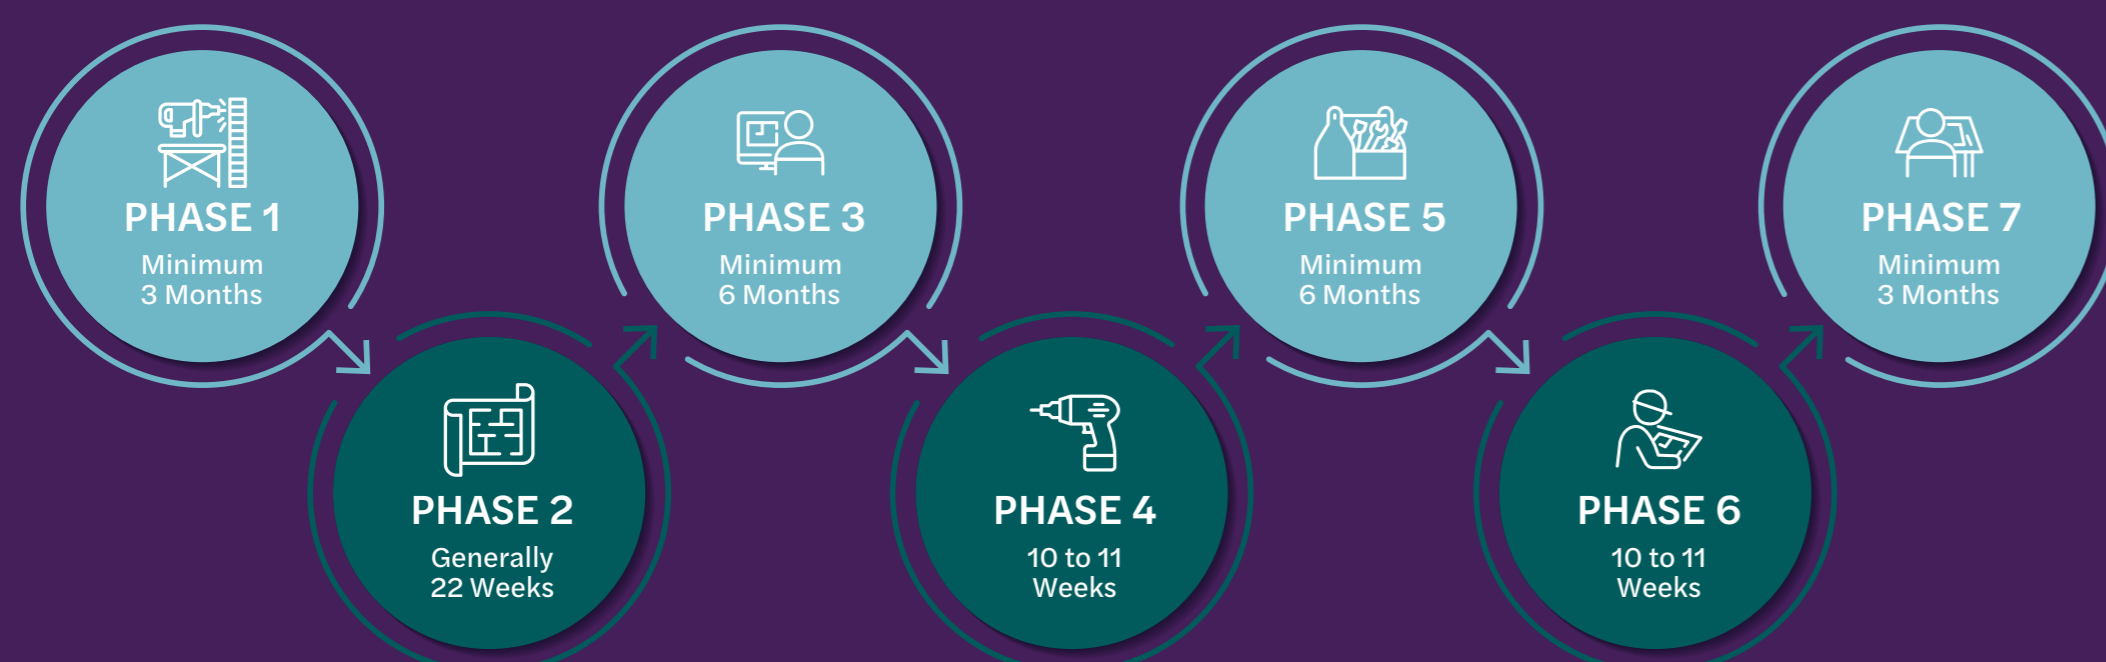 PHASE 1
Minimum
3 Months
PHASE 2
Generally
22 Weeks
PHASE 3
Minimum
6 Months
PHASE 4
10 to 11
Weeks
PHASE 5
Minimum
6 Months
PHASE 6
10 to 11
Weeks
PHASE 7
Minimum
3 Months